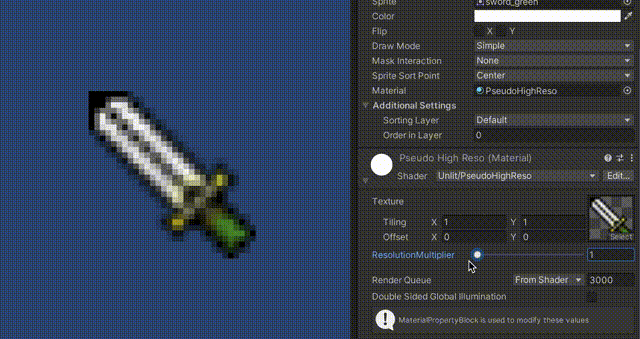 Sprite sword_green
Color
Flip X Y
Draw Mode Simple
Mask Interaction None
Sprite Sort Point Center
Material PseudoHighReso
Additional Settings
Sorting Layer Default
Order in Layer 0
Pseudo High Reso (Material)
Shader Unlit/PseudoHighReso Edit...
Texture
Tiling X 1 Y 1
Offset X 0 Y 0
Select
ResolutionMultiplier 1
Render Queue From Shader 3000
Double Sided Global Illumination
MaterialPropertyBlock is used to modify these values